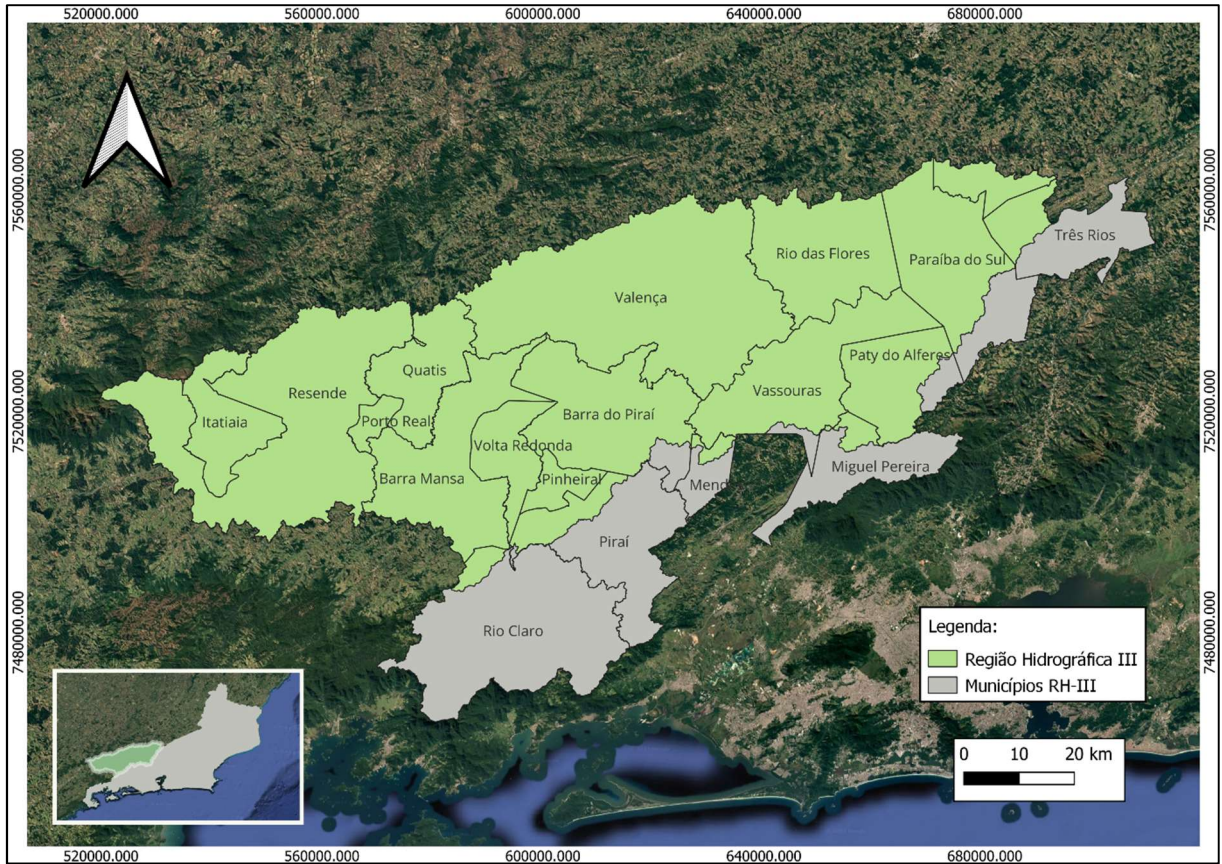 520000.000 560000.000 600000.000 640000.000 680000.000
7560000.000 7560000.000
Três Rios
Rio das Flores
Paraíba do Sul
Valença
Paty do Alferes
Quatis
Resende
Vassouras
7520000.000 7520000.000
Itatiaia
Porto Real
Barra do Piraí
Volta Redonda
Miguel Pereira
Barra Mansa
Pinheiral
Mend
Piraí
7480000.000 7480000.000
Rio Claro
Legenda:
Região Hidrográfica III
Municípios RH-III
0 10 20 km
520000.000 560000.000 600000.000 640000.000 680000.000